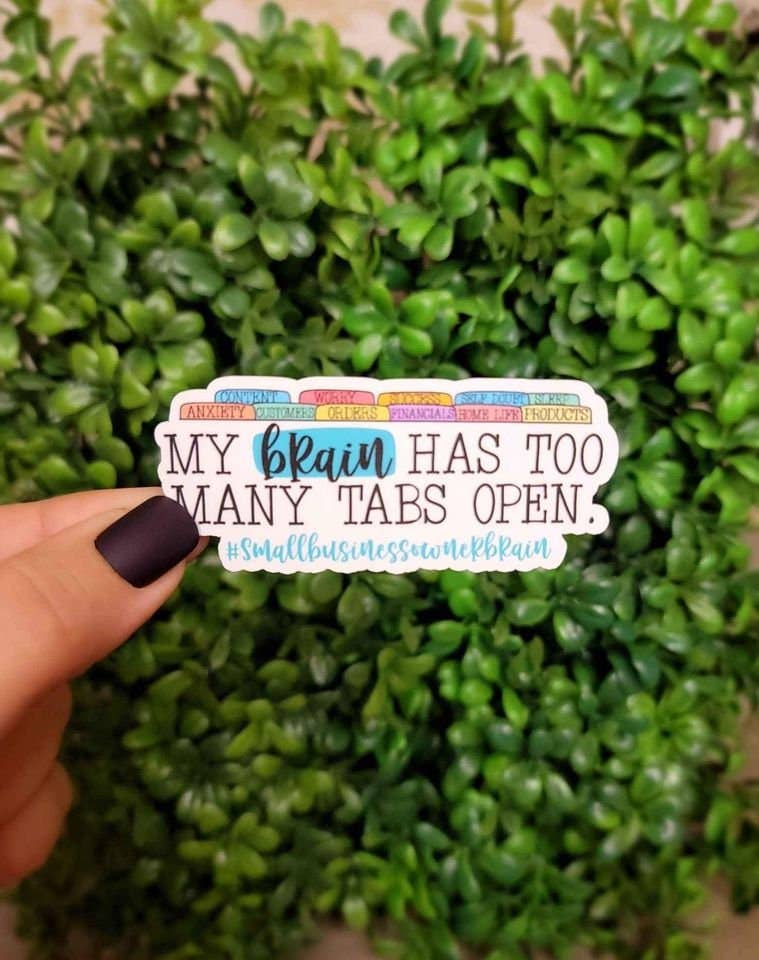 CONTENT WORRY SUCCESS SELF DOUBT SLEEP
ANXIETY CUSTOMERS ORDERS FINANCIALS HOME LIFE PRODUCTS
MY bRain HAS TOO
MANY TABS OPEN.
#smallbusinessowneRbRain